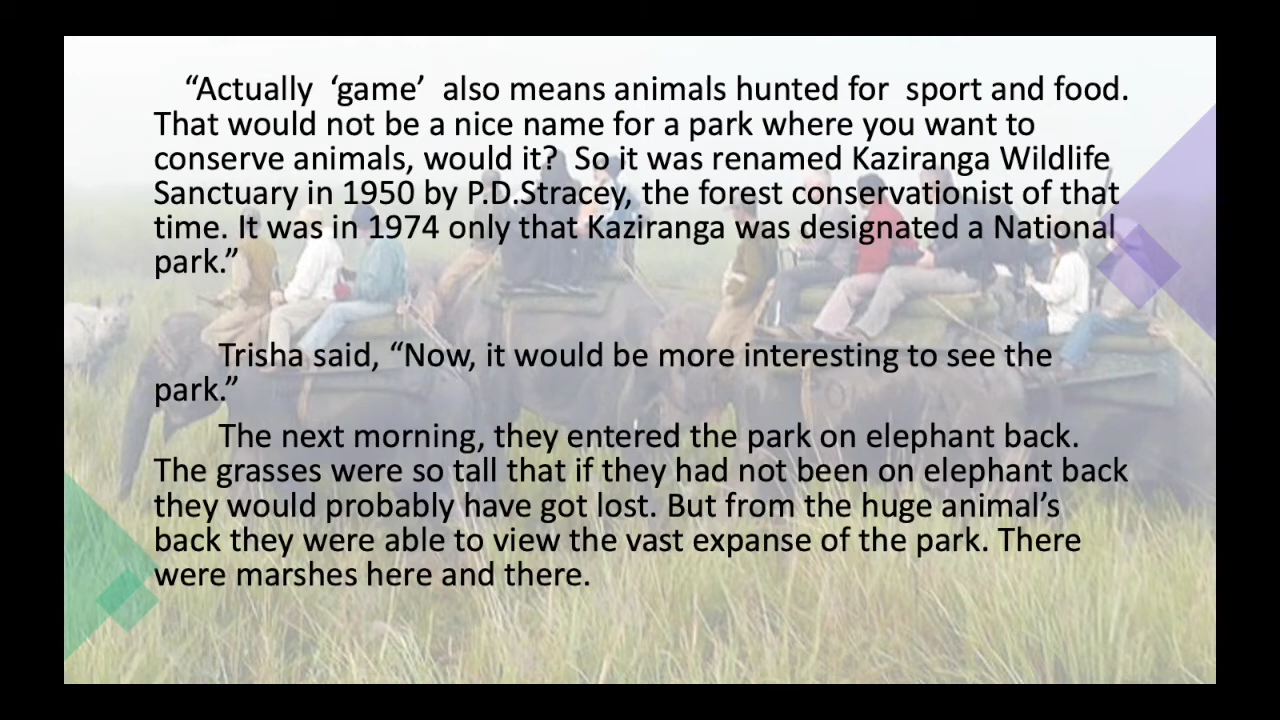 “Actually ‘game’ also means animals hunted for sport and food.
That would not be a nice name for a park where you want to
conserve animals, would it? So it was renamed Kaziranga Wildlife
Sanctuary in 1950 by P.D.Stracey, the forest conservationist of that
time. It was in 1974 only that Kaziranga was designated a National
park.”
Trisha said, “Now, it would be more interesting to see the
park.”
The next morning, they entered the park on elephant back.
The grasses were so tall that if they had not been on elephant back
they would probably have got lost. But from the huge animal’s
back they were able to view the vast expanse of the park. There
were marshes here and there.